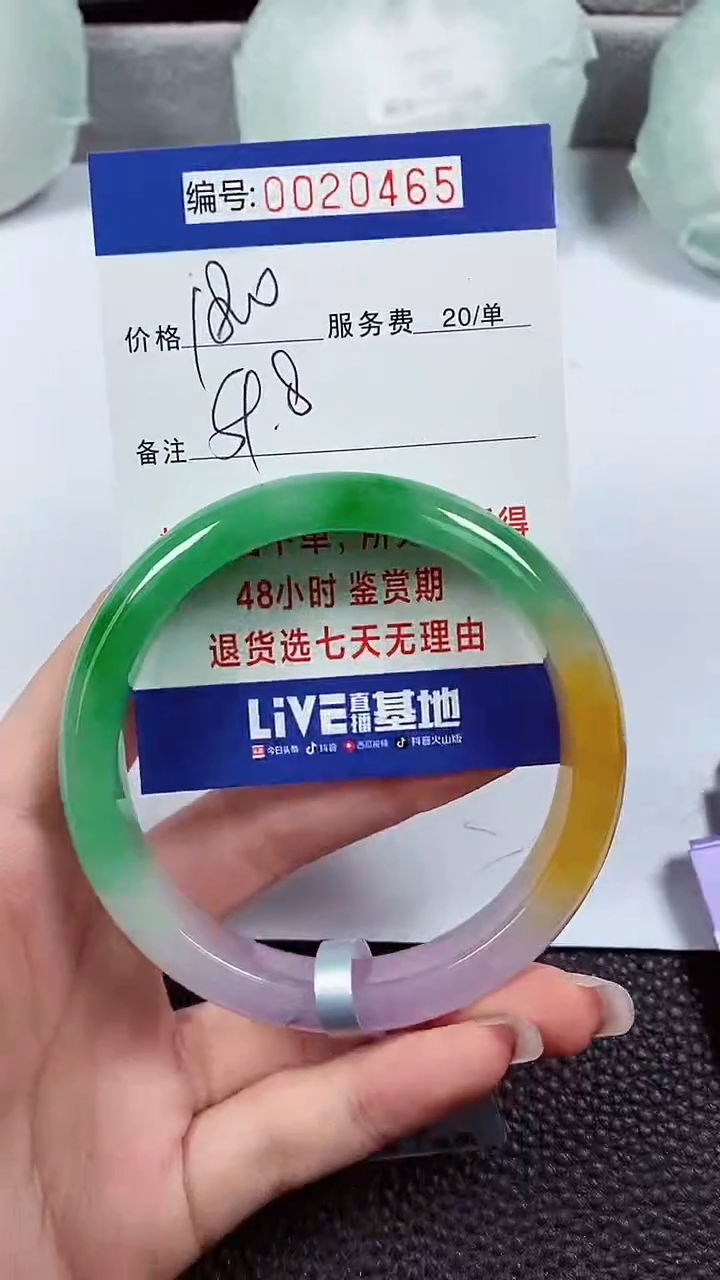 编号: 0020465
价格 180 服务费 20/单
备注 59.8
48小时 鉴赏期
退货选七天无理由
LiVE直播基地
今日头条 抖音 西瓜视频 抖音火山版